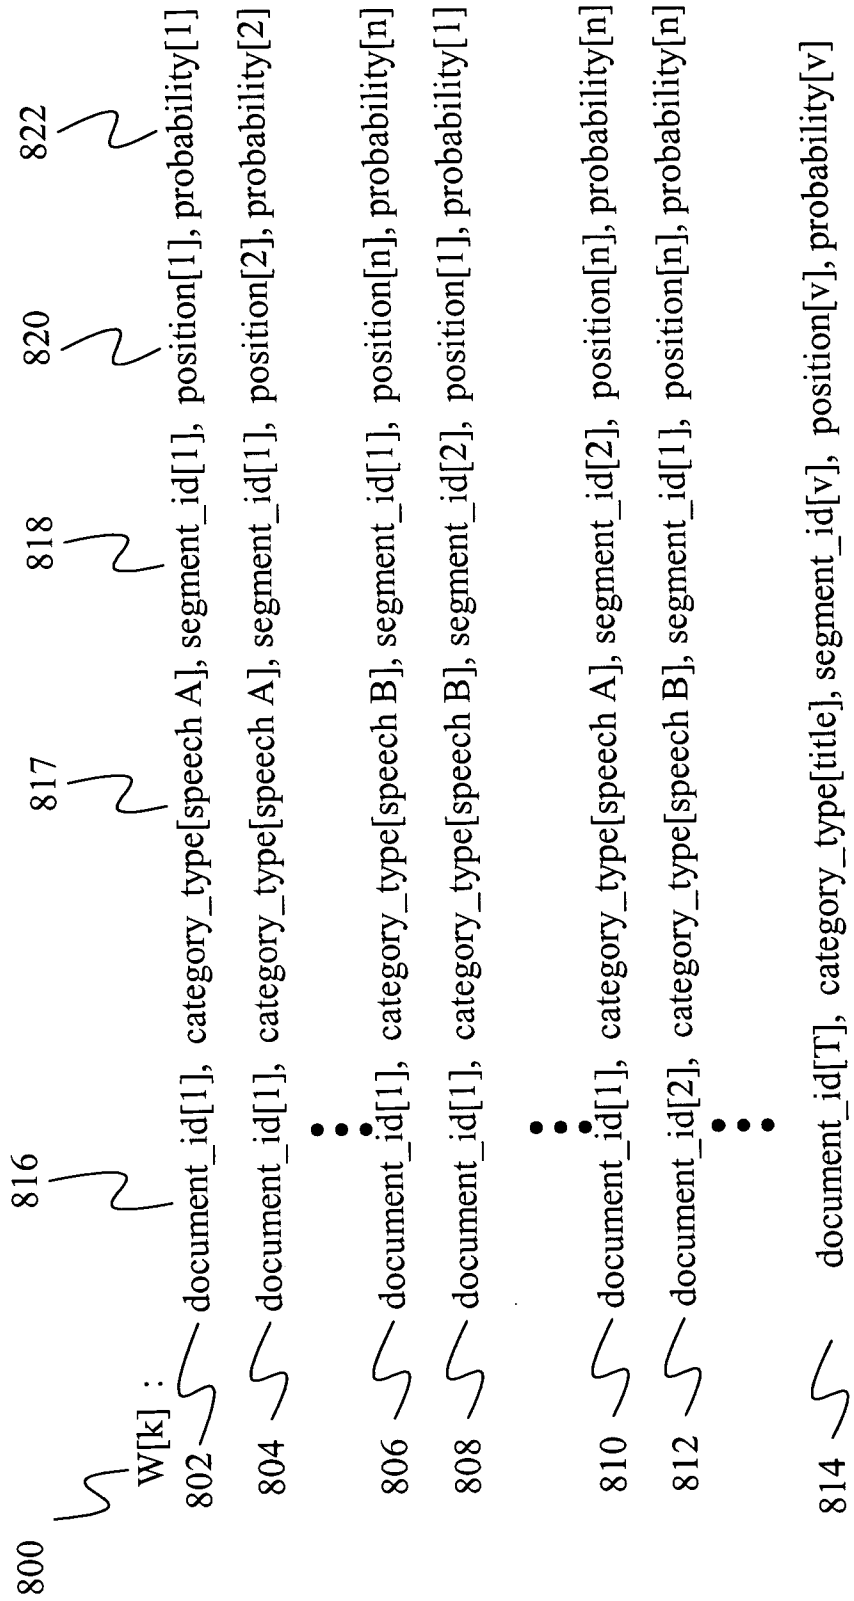 800
816 817 818 820 822
W[k] :
802 document_id[1], category_type[speech A], segment_id[1], position[1], probability[1]
804 document_id[1], category_type[speech A], segment_id[1], position[2], probability[2]
806 document_id[1], category_type[speech B], segment_id[1], position[n], probability[n]
808 document_id[1], category_type[speech B], segment_id[2], position[1], probability[1]
810 document_id[1], category_type[speech A], segment_id[2], position[n], probability[n]
812 document_id[2], category_type[speech B], segment_id[1], position[n], probability[n]
814 document_id[T], category_type[title], segment_id[v], position[v], probability[v]